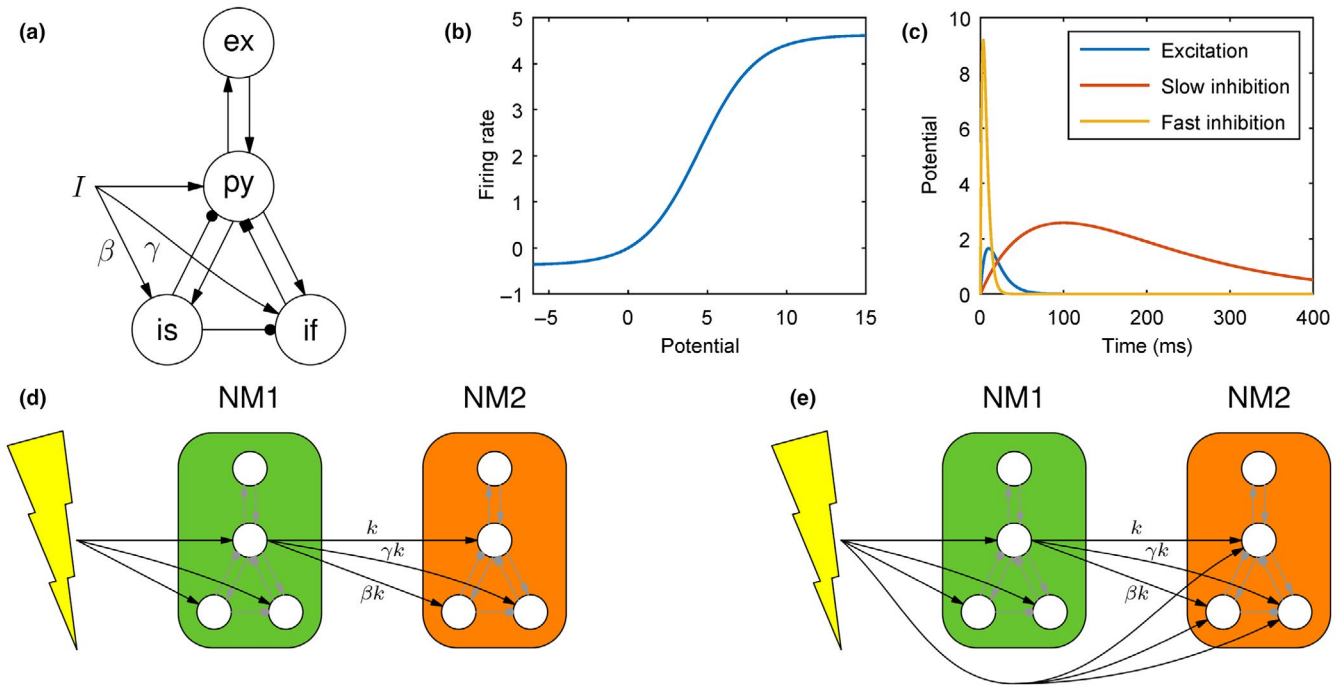 (a)
ex
py
I
β
γ
is
if
(b)
5
4
3
2
1
0
–1
Firing rate
–5
0
5
10
15
Potential
(c)
10
8
6
4
2
0
Potential
Excitation
Slow inhibition
Fast inhibition
0
100
200
300
400
Time (ms)
(d)
NM1
NM2
k
γk
βk
(e)
NM1
NM2
k
γk
βk